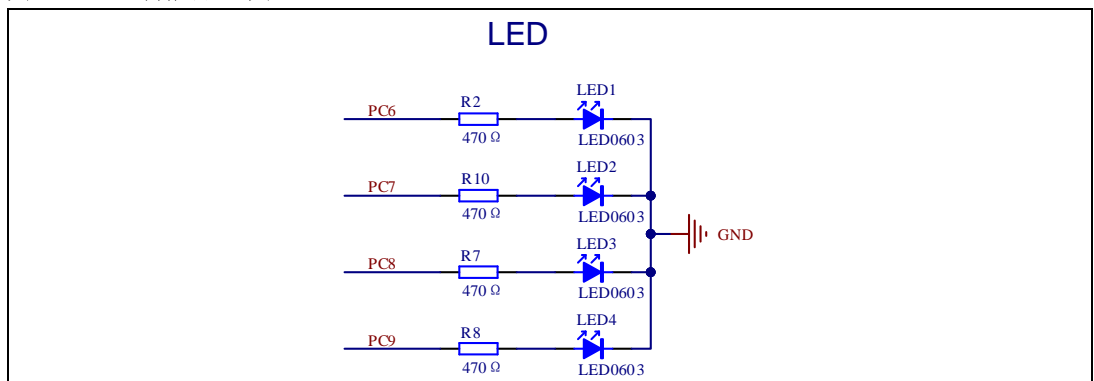 LED
LED1
PC6
R2
470 Ω
LED0603
LED2
PC7
R10
470 Ω
LED0603
GND
LED3
PC8
R7
470 Ω
LED0603
LED4
PC9
R8
470 Ω
LED0603